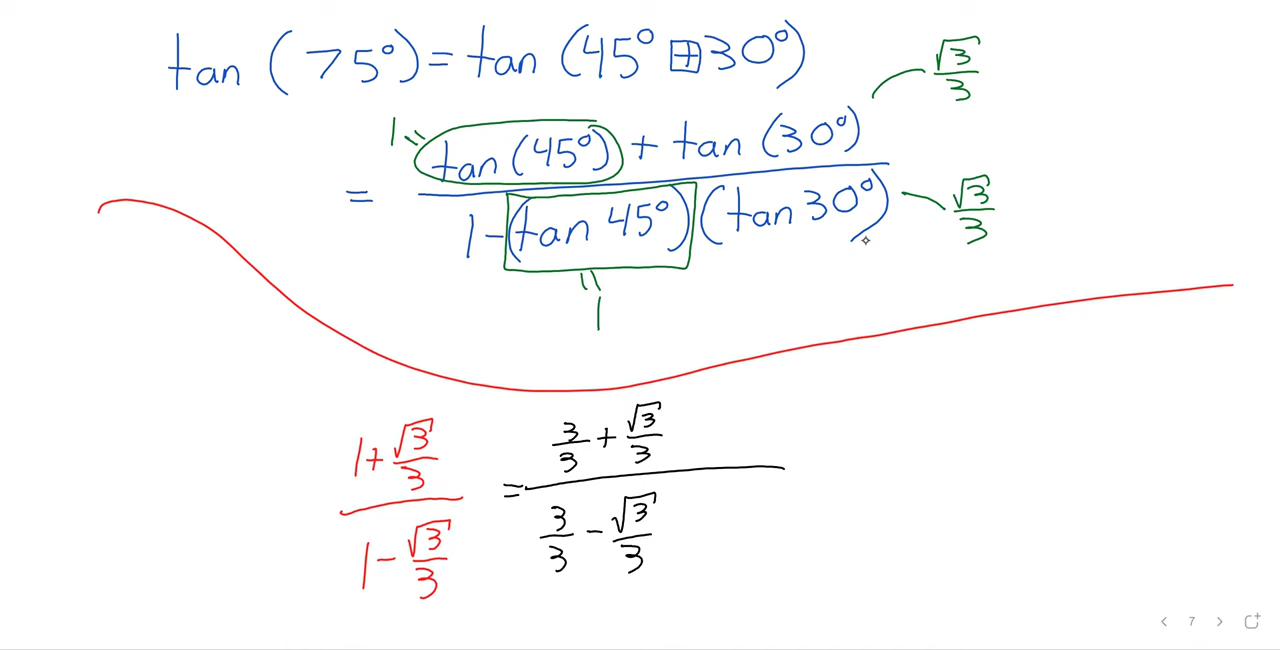 tan (75°) = tan (45° + 30°)
= (tan (45°) + tan (30°)) / (1 - (tan 45°)(tan 30°))
1 =
√3/3
√3/3
=
1
(1 + √3/3) / (1 - √3/3) = (3/3 + √3/3) / (3/3 - √3/3)
< 7 >